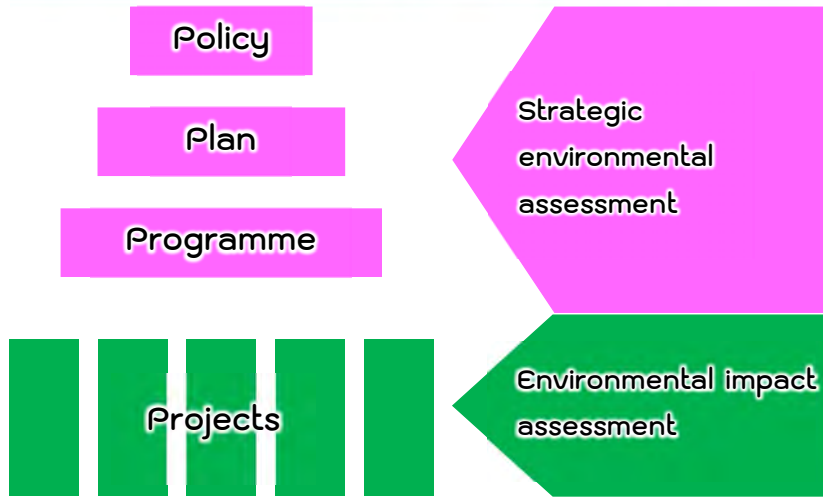 Policy
Plan
Programme
Projects
Strategic
environmental
assessment
Environmental impact
assessment